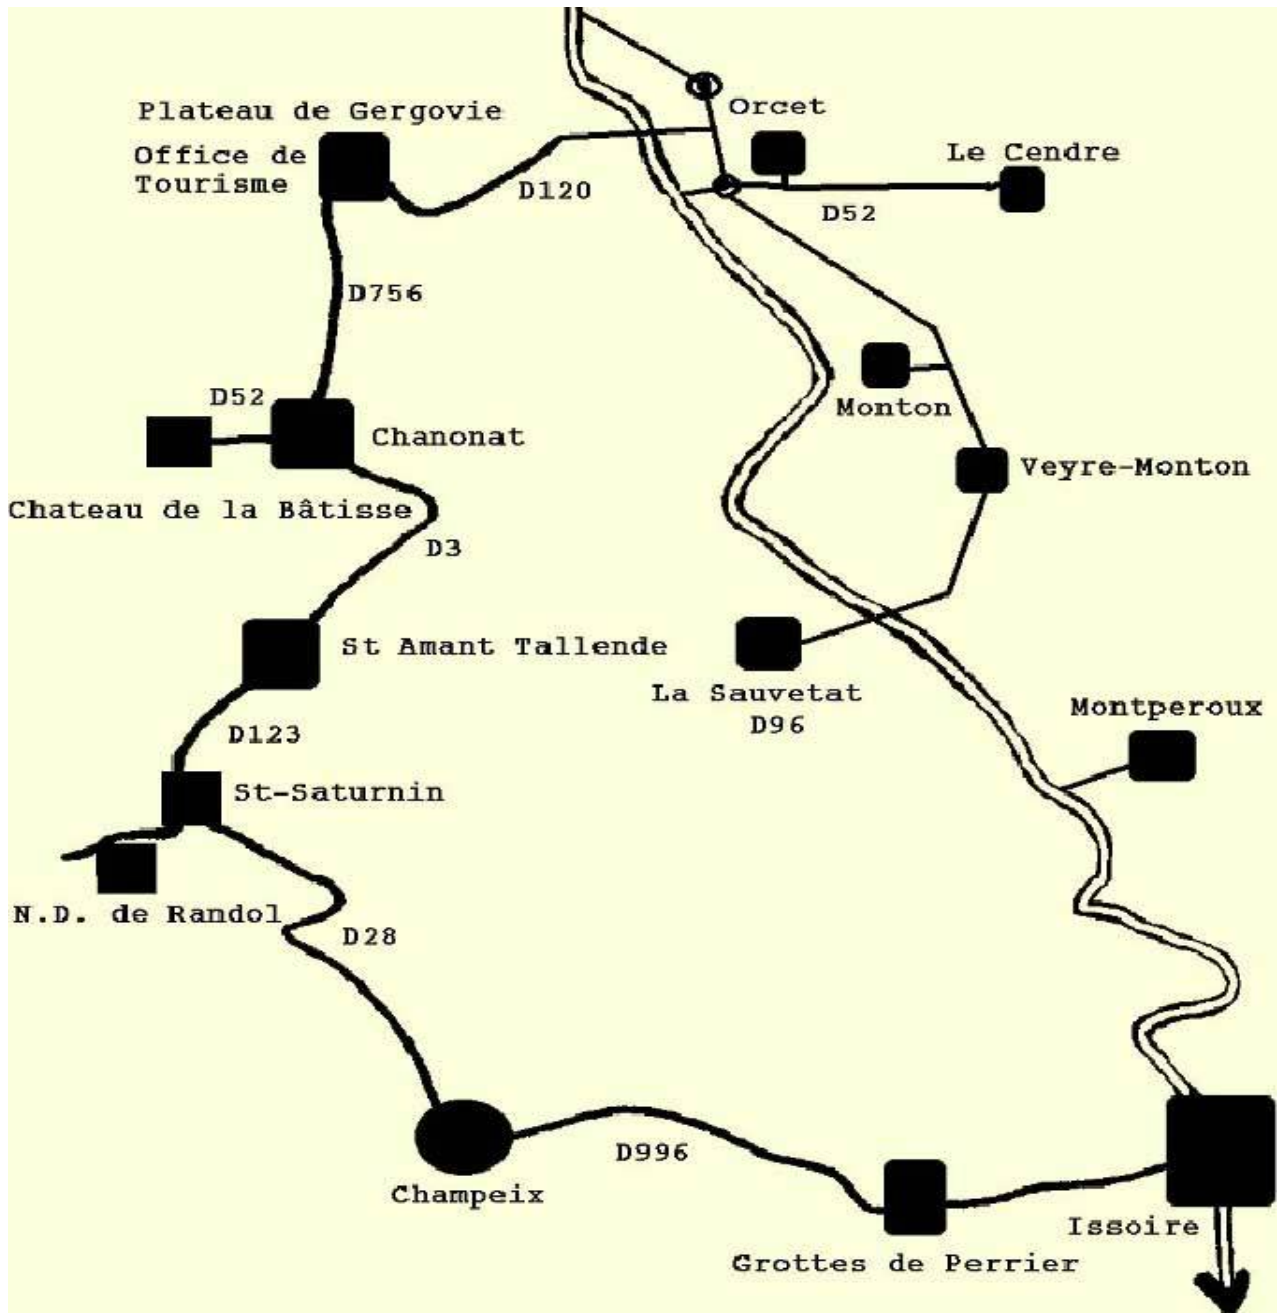 Plateau de Gergovie
Orcet
Office de
Tourisme
Le Cendre
D120
D52
D756
D52
Monton
Chanonat
Veyre-Monton
Chateau de la Bâtisse
D3
St Amant Tallende
La Sauvetat
D96
Montperoux
D123
St-Saturnin
N.D. de Randol
D28
D996
Champeix
Issoire
Grottes de Perrier